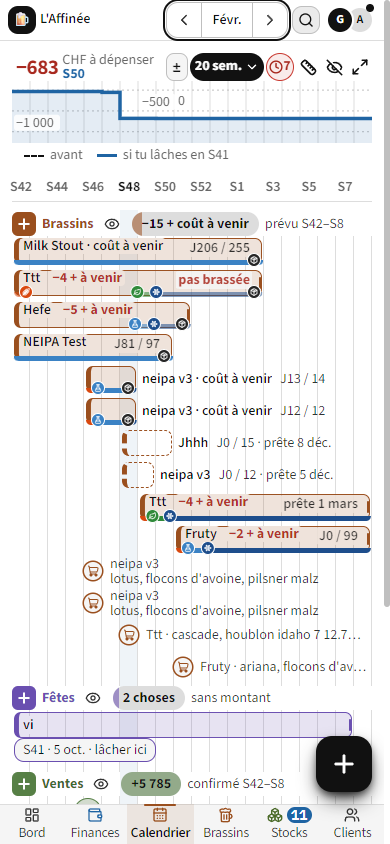 L'Affinée
Févr.
G
A
−683 CHF à dépenser
S50
±
20 sem.
7
−500 0
−1 000
avant
si tu lâches en S41
S42 S44 S46 S48 S50 S52 S1 S3 S5 S7
Brassins
−15 + coût à venir
prévu S42–S8
Milk Stout · coût à venir J206 / 255
Ttt −4 + à venir pas brassée
Hefe −5 + à venir
NEIPA Test J81 / 97
neipa v3 · coût à venir J13 / 14
neipa v3 · coût à venir J12 / 12
Jhhh J0 / 15 · prête 8 déc.
neipa v3 J0 / 12 · prête 5 déc.
Ttt −4 + à venir prête 1 mars
Fruty −2 + à venir J0 / 99
neipa v3
lotus, flocons d'avoine, pilsner malz
neipa v3
lotus, flocons d'avoine, pilsner malz
Ttt · cascade, houblon idaho 7 12.7…
Fruty · ariana, flocons d'av…
Fêtes
2 choses
sans montant
vi
S41 · 5 oct. · lâcher ici
Ventes
+5 785
confirmé S42–S8
Bord
Finances
Calendrier
Brassins
Stocks
11
Clients